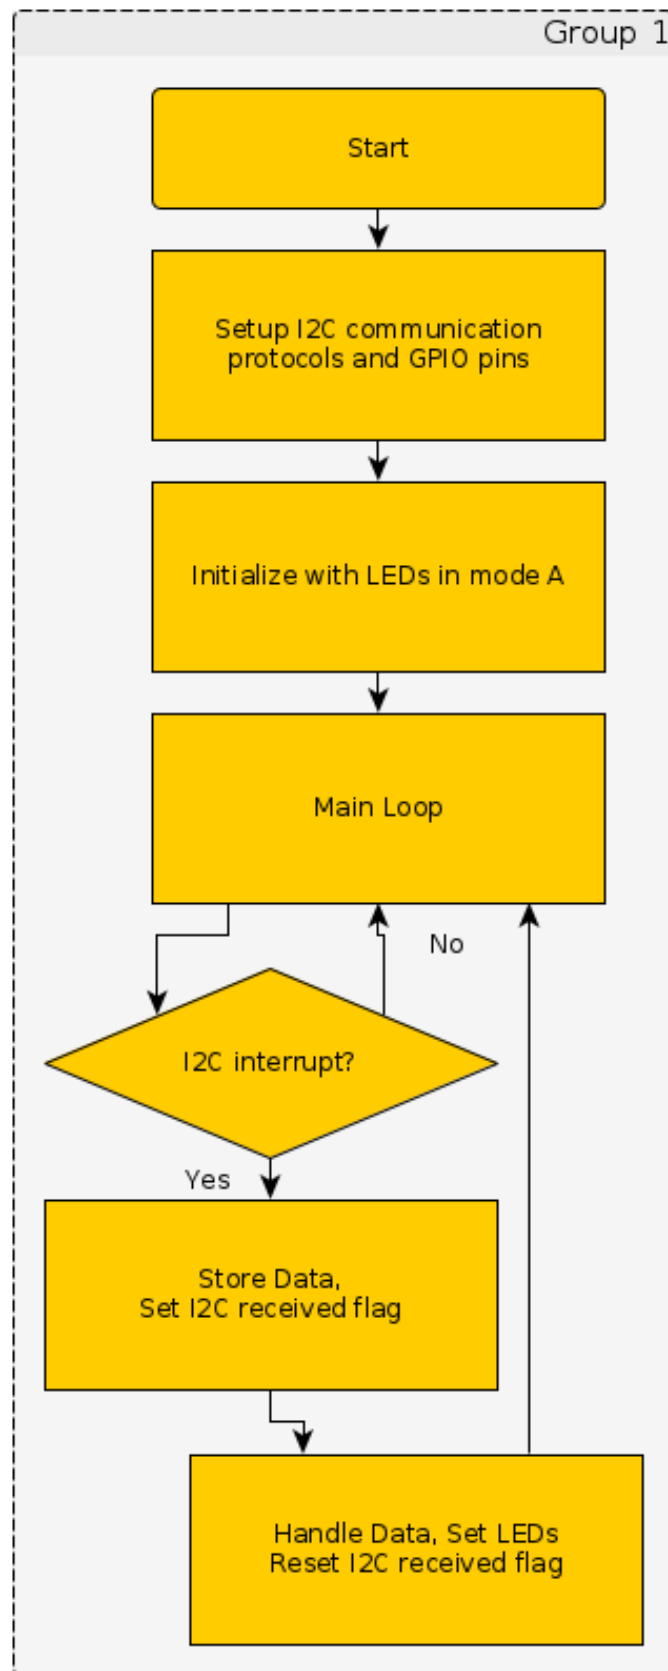 Group 1
Start
Setup I2C communication
protocols and GPIO pins
Initialize with LEDs in mode A
Main Loop
No
I2C interrupt?
Yes
Store Data,
Set I2C received flag
Handle Data, Set LEDs
Reset I2C received flag